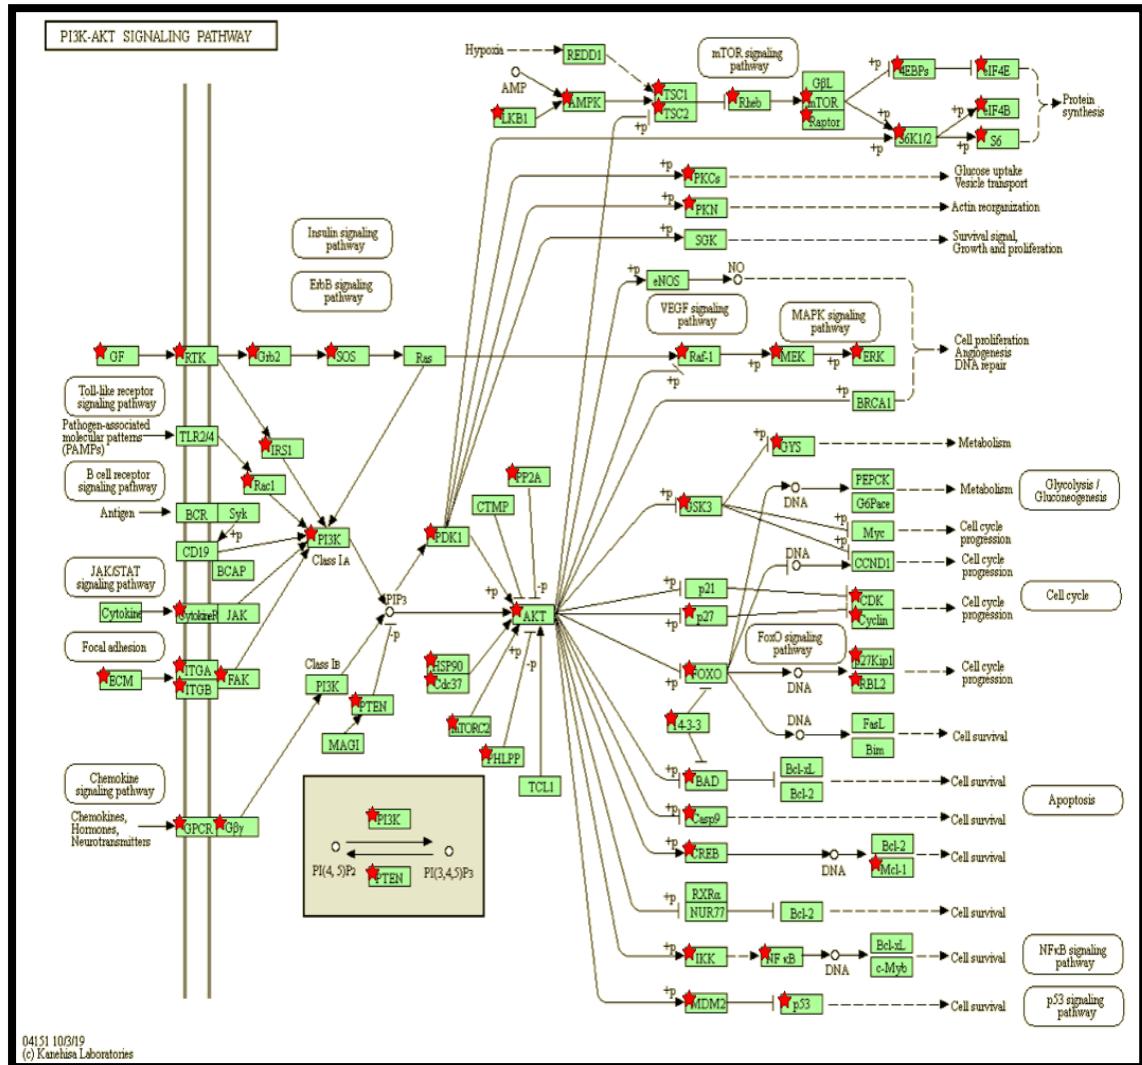 PI3K-AKT SIGNALING PATHWAY
Hypoxia
REDD1
mTOR signaling
pathway
+p
4EBPs
eIF4E
AMP
AMPK
TSC1
TSC2
+p
Rheb
GβL
mTOR
Raptor
LKB1
+p
S6K1/2
+p
eIF4B
+p
S6
+p
Protein
synthesis
+p
PKCs
Glucose uptake
Vesicle transport
+p
PKN
Actin reorganization
+p
SGK
Survival signal,
Growth and proliferation
Insulin signaling
pathway
ErbB signaling
pathway
+p
eNOS
NO
VEGF signaling
pathway
MAPK signaling
pathway
GF
RTK
Grb2
SOS
Ras
Raf-1
+p
MEK
+p
ERK
+p
Cell proliferation
Angiogenesis
DNA repair
+p
BRCA1
Toll-like receptor
signaling pathway
Pathogen-associated
molecular patterns
(PAMPs)
TLR2/4
IRS1
Rac1
B cell receptor
signaling pathway
Antigen
BCR
Syk
+p
CD19
BCAP
PI3K
Class IA
PDK1
CTMP
PP2A
+p
GYS
Metabolism
+p
GSK3
DNA
PEPCK
G6Pace
Metabolism
Glycolysis /
Gluconeogenesis
Myc
Cell cycle
progression
DNA
CCND1
Cell cycle
progression
JAK/STAT
signaling pathway
Cytokine
CytokineR
JAK
PIP3
-p
+p
-p
AKT
+p
p21
+p
p27
CDK
Cyclin
Cell cycle
progression
Cell cycle
Focal adhesion
ECM
ITGA
ITGB
FAK
Class IB
PI3K
PTEN
MAGI
HSP90
Cdc37
+p
-p
mTORC2
PHLPP
TCL1
+p
FOXO
FoxO signaling
pathway
DNA
p27Kip1
RBL2
Cell cycle
progression
14-3-3
DNA
FasL
Bim
Cell survival
+p
BAD
Bcl-xL
Bcl-2
Cell survival
Apoptosis
+p
Casp9
Cell survival
Chemokine
signaling pathway
Chemokines,
Hormones,
Neurotransmitters
GPCR
Gβγ
PI3K
PI(4, 5)P2
PI(3,4,5)P3
PTEN
+p
CREB
DNA
Bcl-2
Mcl-1
Cell survival
+p
RXRα
NUR77
Bcl-2
Cell survival
+p
IKK
NFκB
DNA
Bcl-xL
c-Myb
Cell survival
NFκB signaling
pathway
+p
MDM2
p53
Cell survival
p53 signaling
pathway
04151 10/3/19
(c) Kanehisa Laboratories